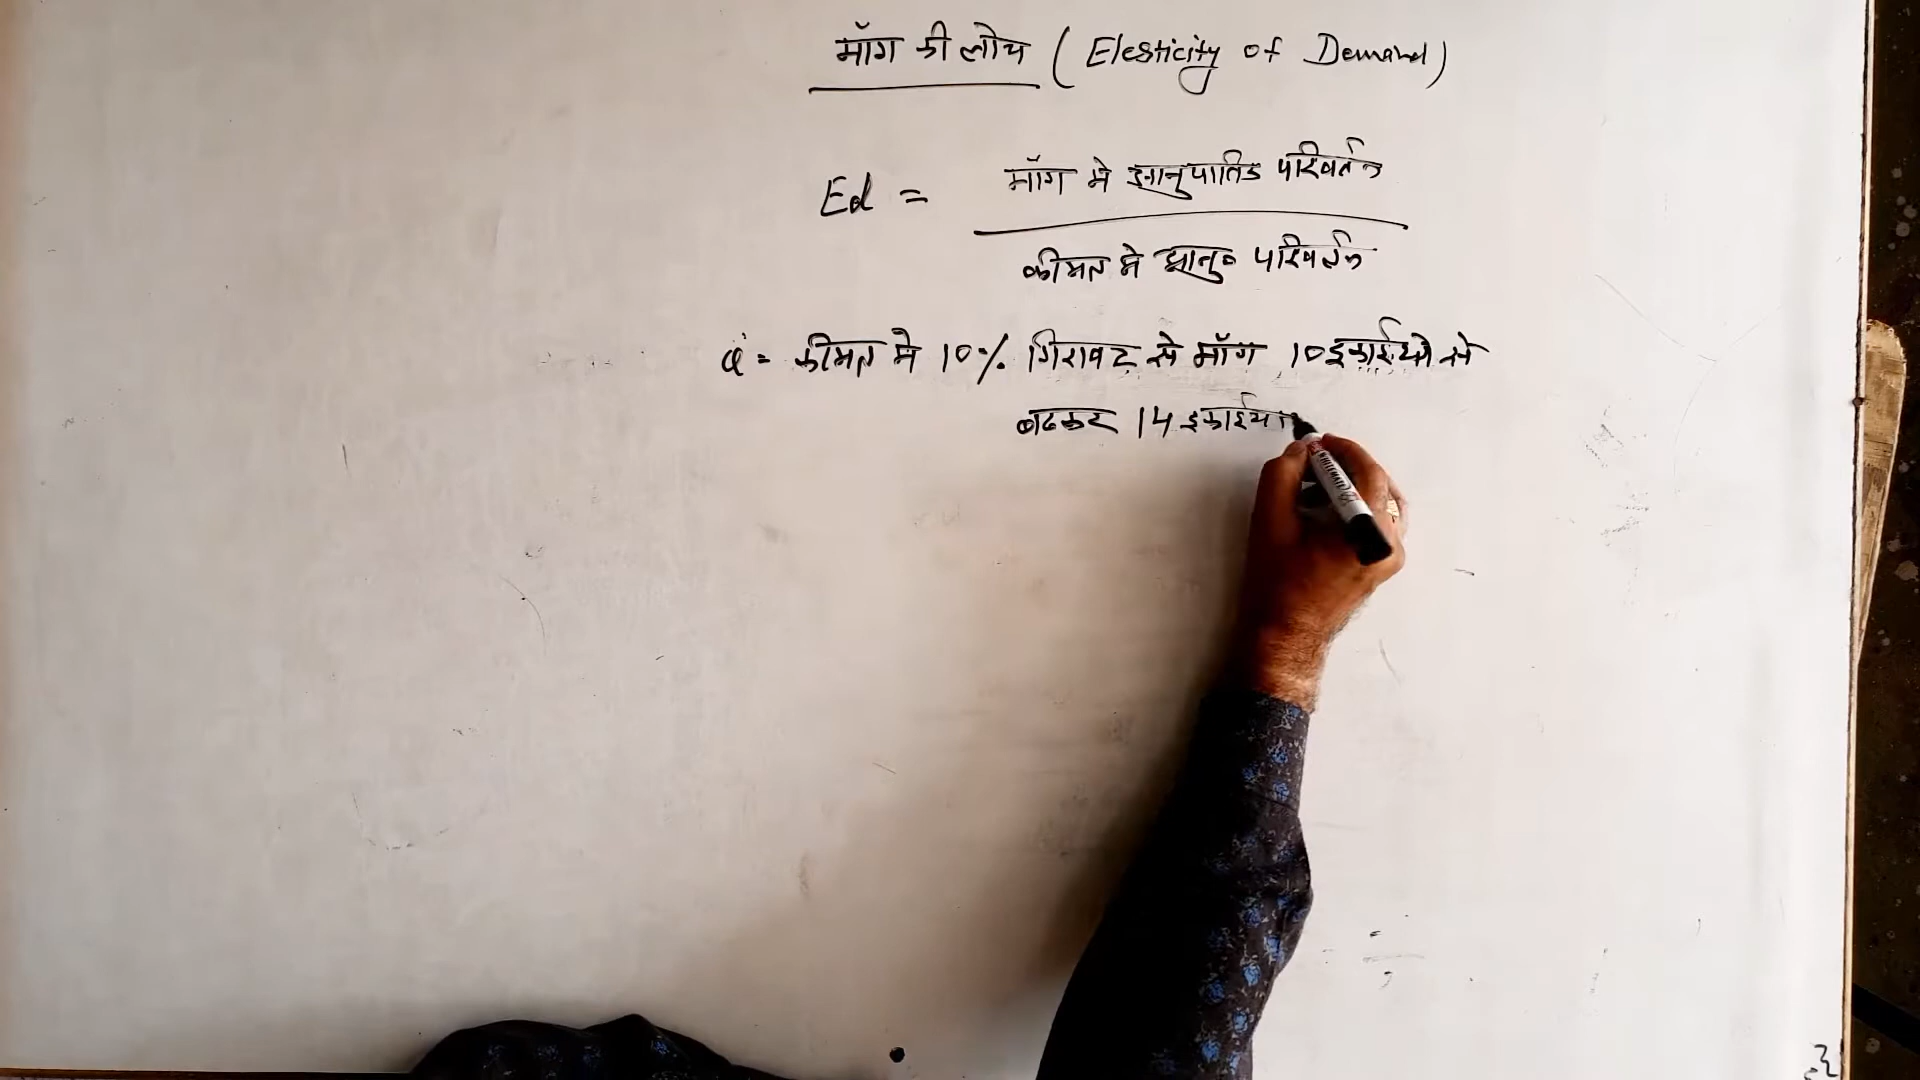 माँग की लोच ( Elesticity of Demand )
माँग मे आनुपातिक परिवर्तन
Ed =
कीमत मे आनु० परिवर्तन
Q = कीमत मे 10% गिरावट से माँग 10 इकाईयो से
बढकर 14 इकाईया